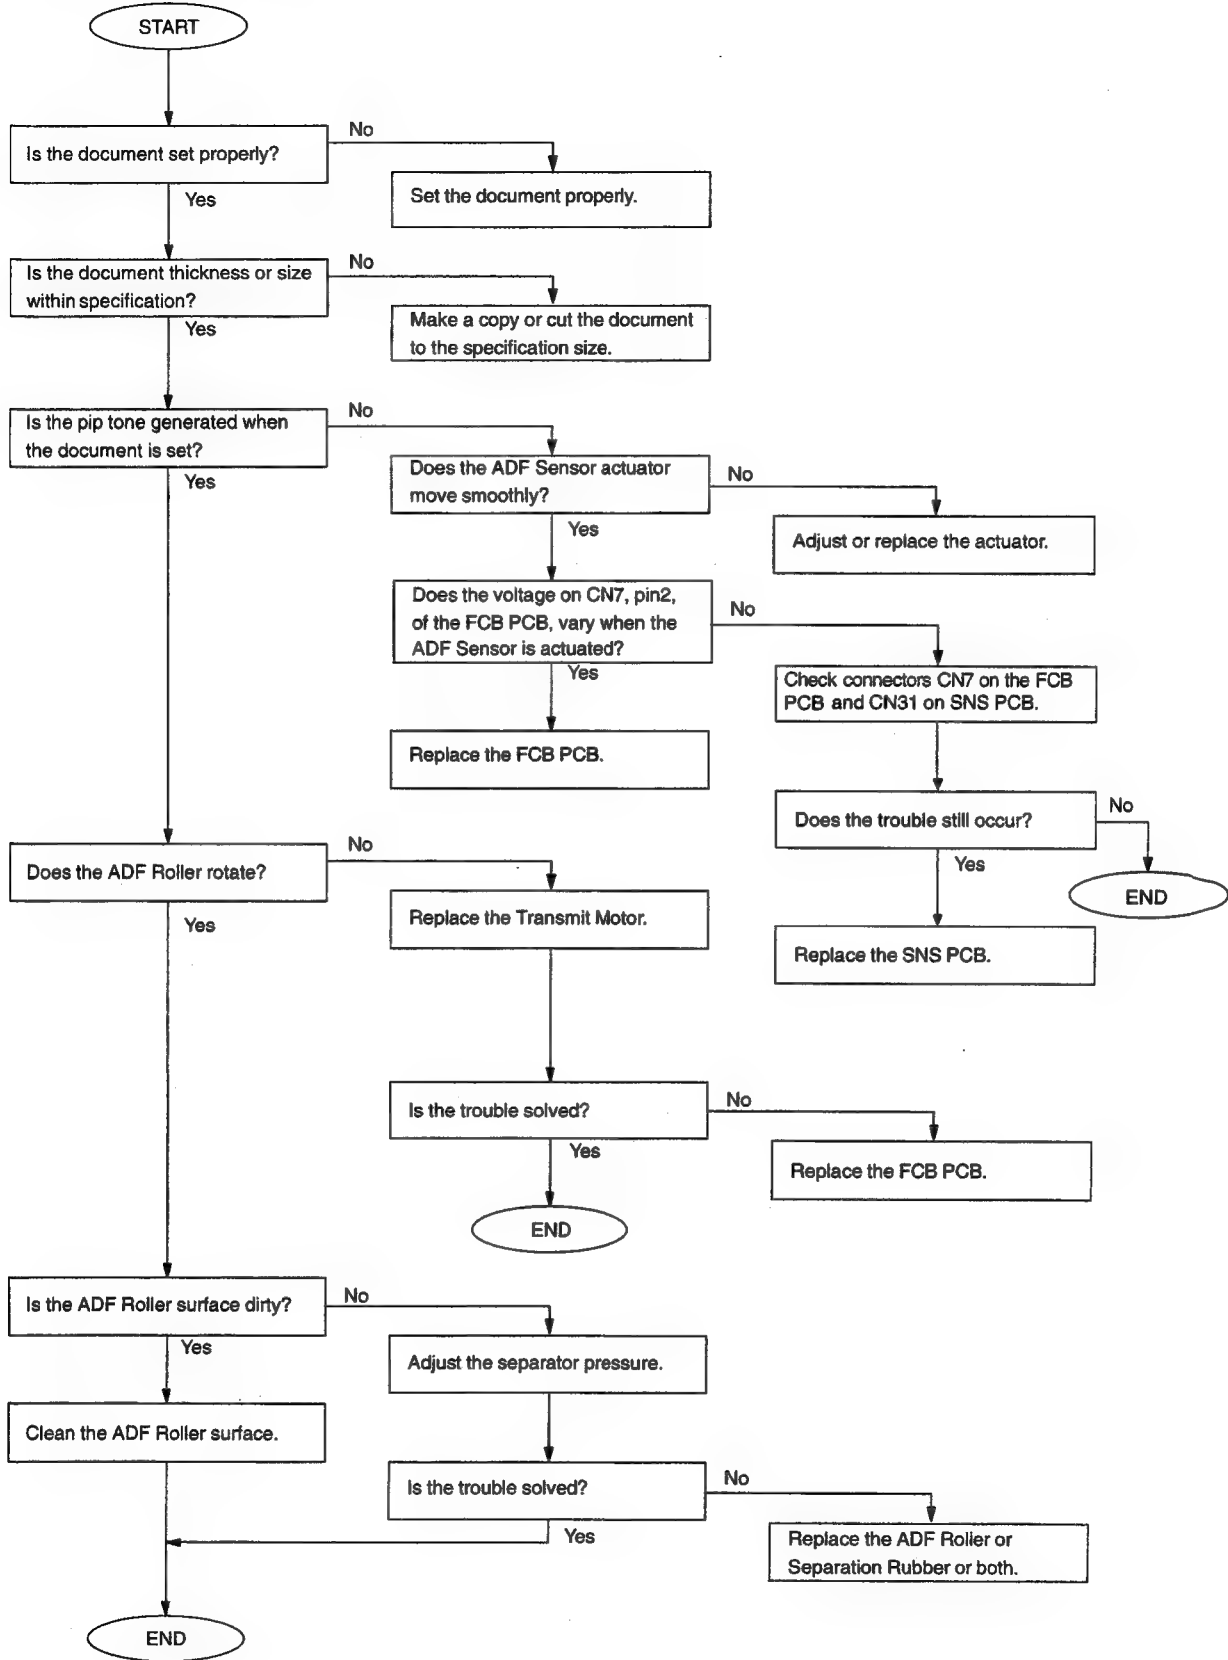 START
Is the document set properly?
No
Set the document properly.
Yes
Is the document thickness or size
within specification?
No
Make a copy or cut the document
to the specification size.
Yes
Is the pip tone generated when
the document is set?
No
Does the ADF Sensor actuator
move smoothly?
No
Adjust or replace the actuator.
Yes
Does the voltage on CN7, pin2,
of the FCB PCB, vary when the
ADF Sensor is actuated?
No
Check connectors CN7 on the FCB
PCB and CN31 on SNS PCB.
Yes
Replace the FCB PCB.
Does the trouble still occur?
No
END
Yes
Replace the SNS PCB.
Yes
Does the ADF Roller rotate?
No
Replace the Transmit Motor.
Is the trouble solved?
No
Replace the FCB PCB.
Yes
END
Yes
Is the ADF Roller surface dirty?
No
Adjust the separator pressure.
Yes
Clean the ADF Roller surface.
Is the trouble solved?
No
Replace the ADF Roller or
Separation Rubber or both.
Yes
END